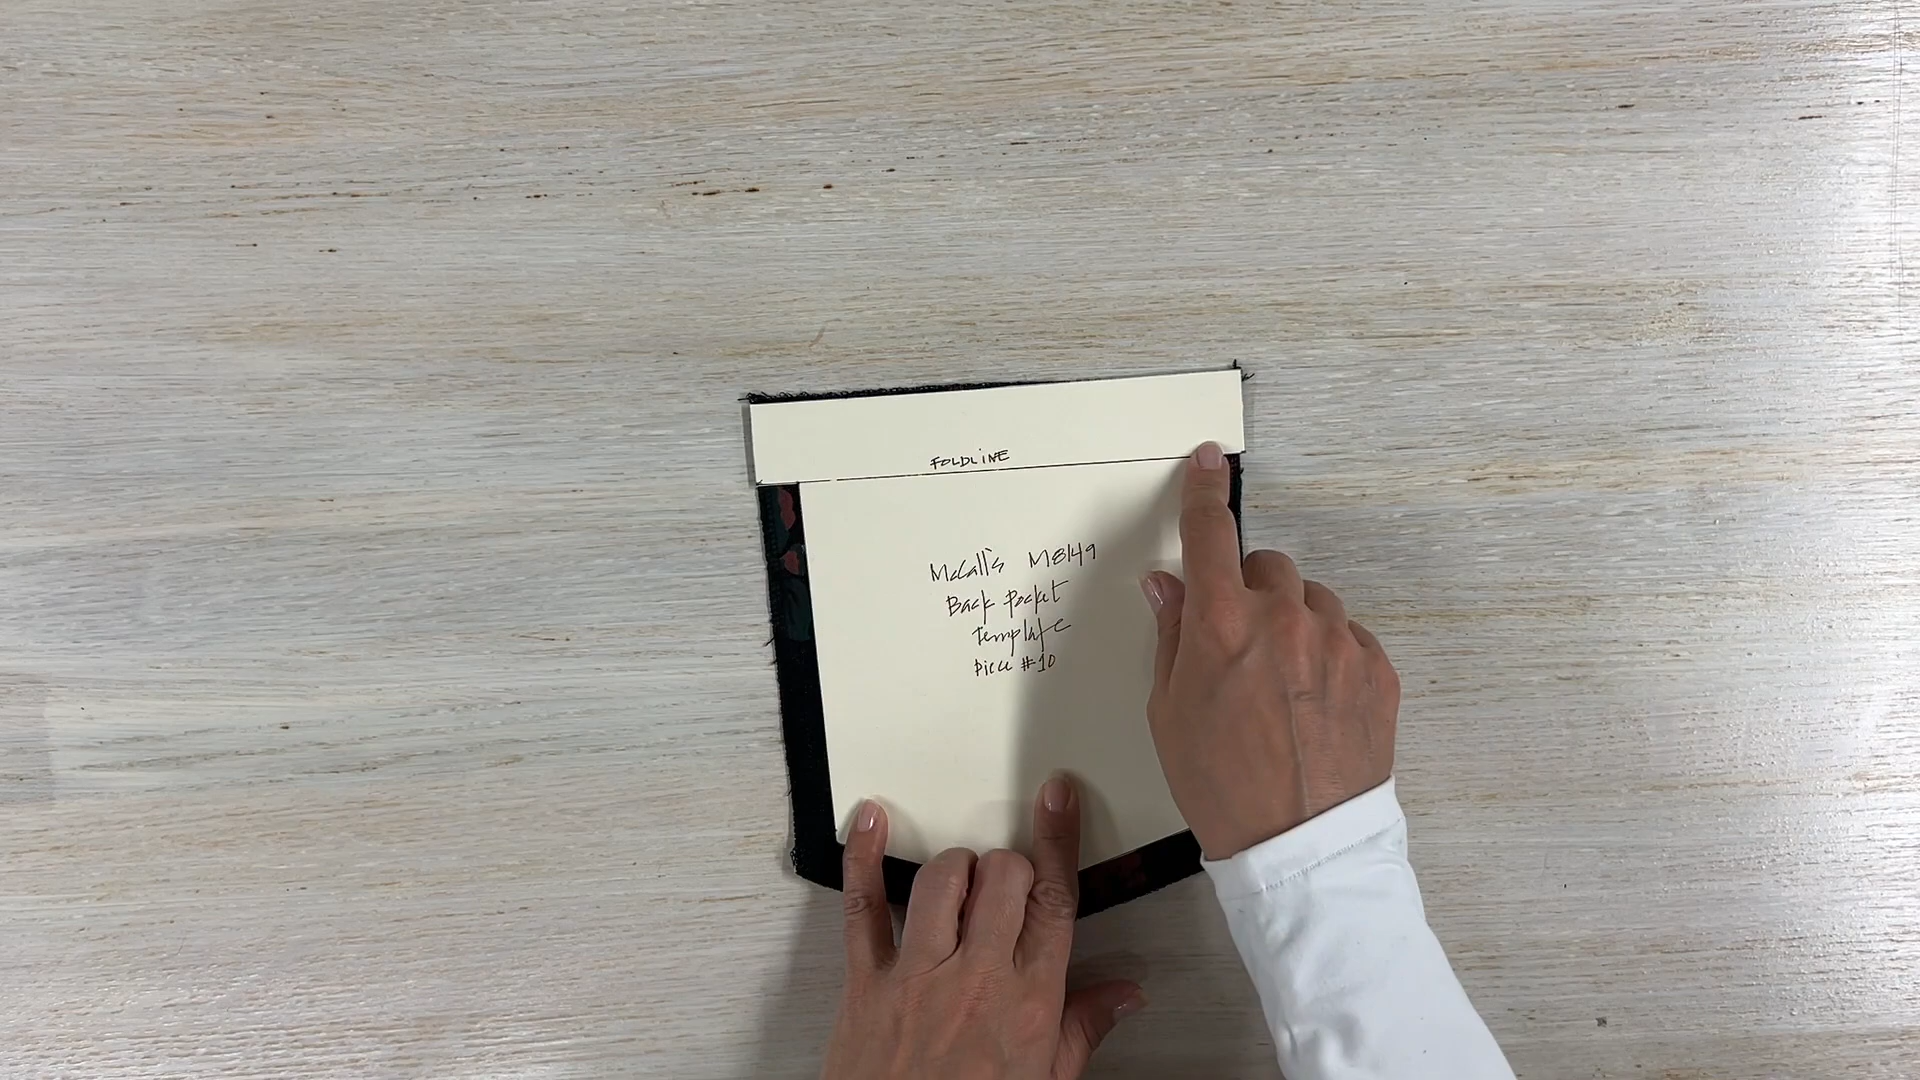 FOLDLINE
McCall's M8149
Back Pocket
Template
Piece #10